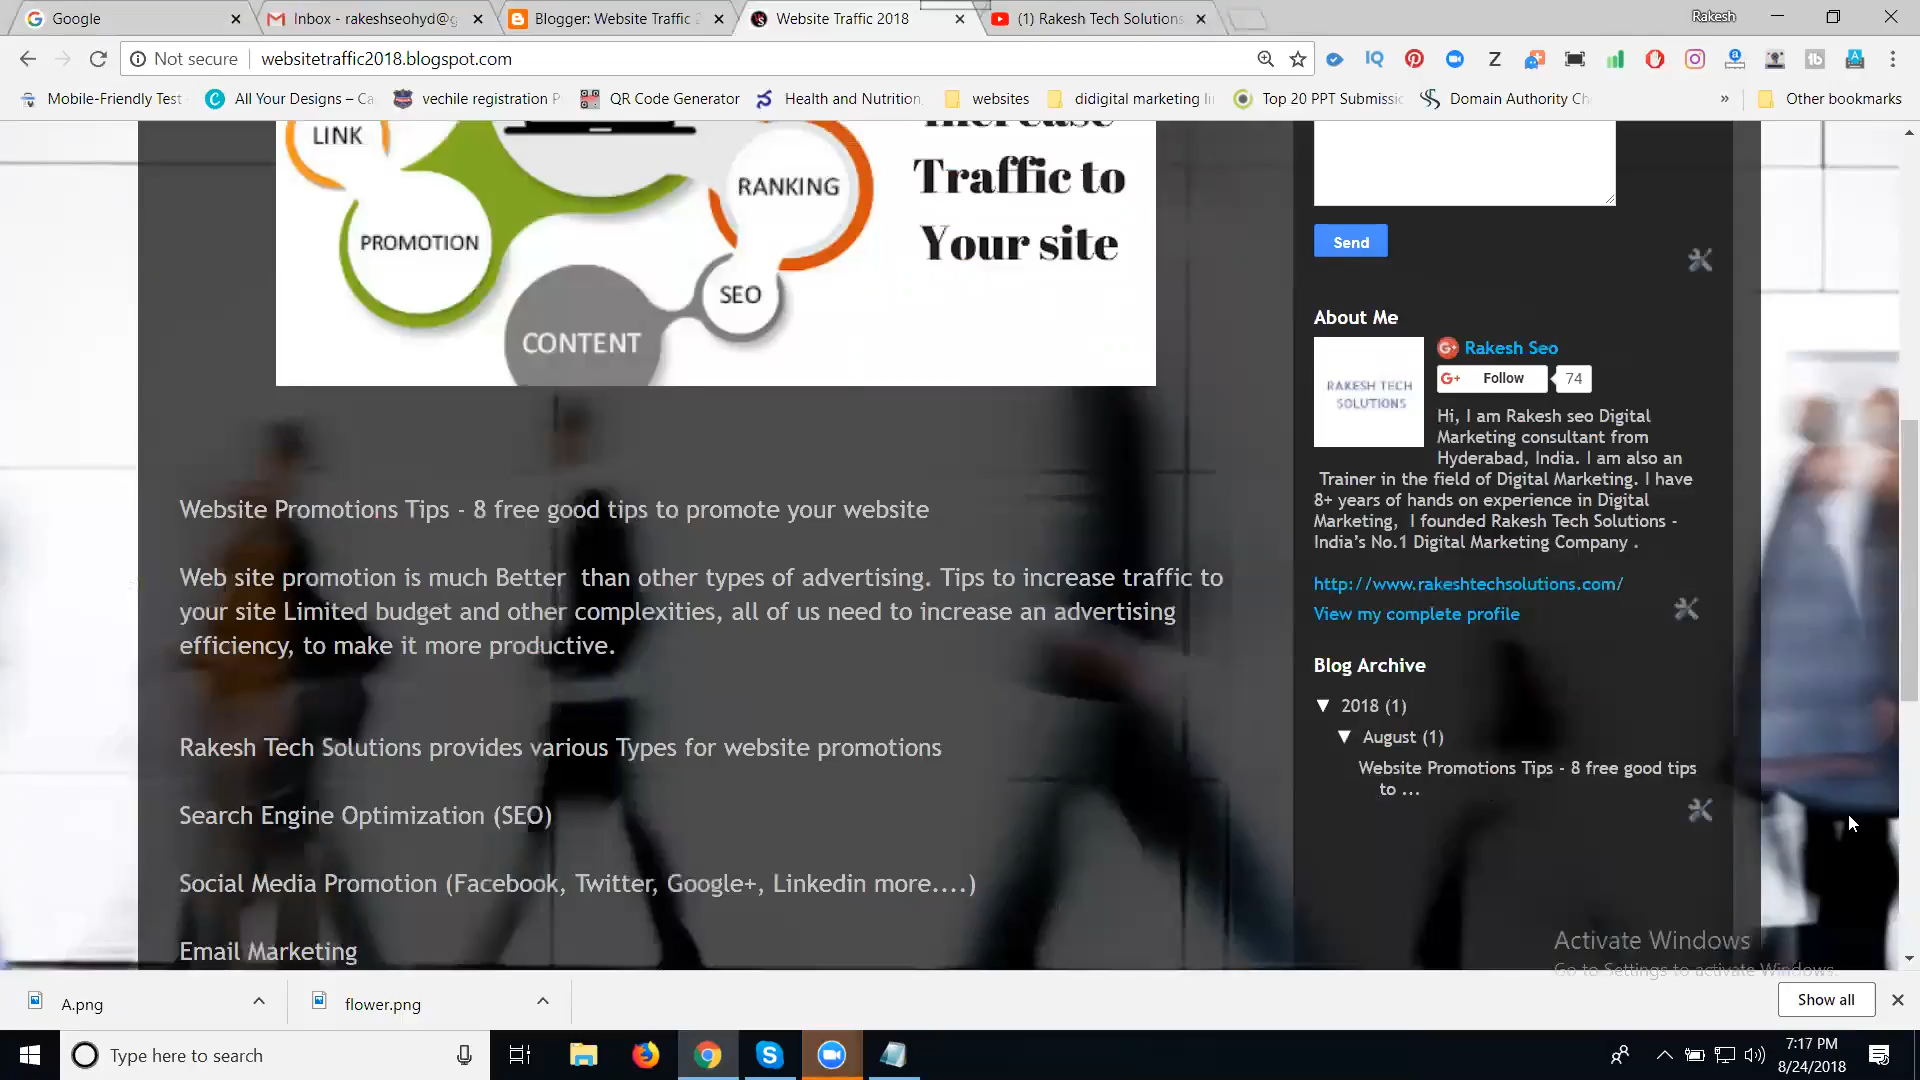 Google
Inbox - rakeshseohyd@g
Blogger: Website Traffic 2
Website Traffic 2018
(1) Rakesh Tech Solutions
Rakesh
Not secure
websitetraffic2018.blogspot.com
Mobile-Friendly Test
All Your Designs – Ca
vechile registration P
QR Code Generator
Health and Nutrition
websites
didigital marketing li
Top 20 PPT Submissic
Domain Authority Ch
» Other bookmarks
LINK
PROMOTION
RANKING
SEO
CONTENT
Increase
Traffic to
Your site
Website Promotions Tips - 8 free good tips to promote your website
Web site promotion is much Better than other types of advertising. Tips to increase traffic to
your site Limited budget and other complexities, all of us need to increase an advertising
efficiency, to make it more productive.
Rakesh Tech Solutions provides various Types for website promotions
Search Engine Optimization (SEO)
Social Media Promotion (Facebook, Twitter, Google+, Linkedin more....)
Email Marketing
Send
About Me
RAKESH TECH
SOLUTIONS
G+ Rakesh Seo
G+ Follow 74
Hi, I am Rakesh seo Digital
Marketing consultant from
Hyderabad, India. I am also an
Trainer in the field of Digital Marketing. I have
8+ years of hands on experience in Digital
Marketing, I founded Rakesh Tech Solutions -
India’s No.1 Digital Marketing Company .
http://www.rakeshtechsolutions.com/
View my complete profile
Blog Archive
▼ 2018 (1)
▼ August (1)
Website Promotions Tips - 8 free good tips
to ...
Activate Windows
Go to Settings to activate Windows.
A.png
flower.png
Show all
Type here to search
7:17 PM
8/24/2018